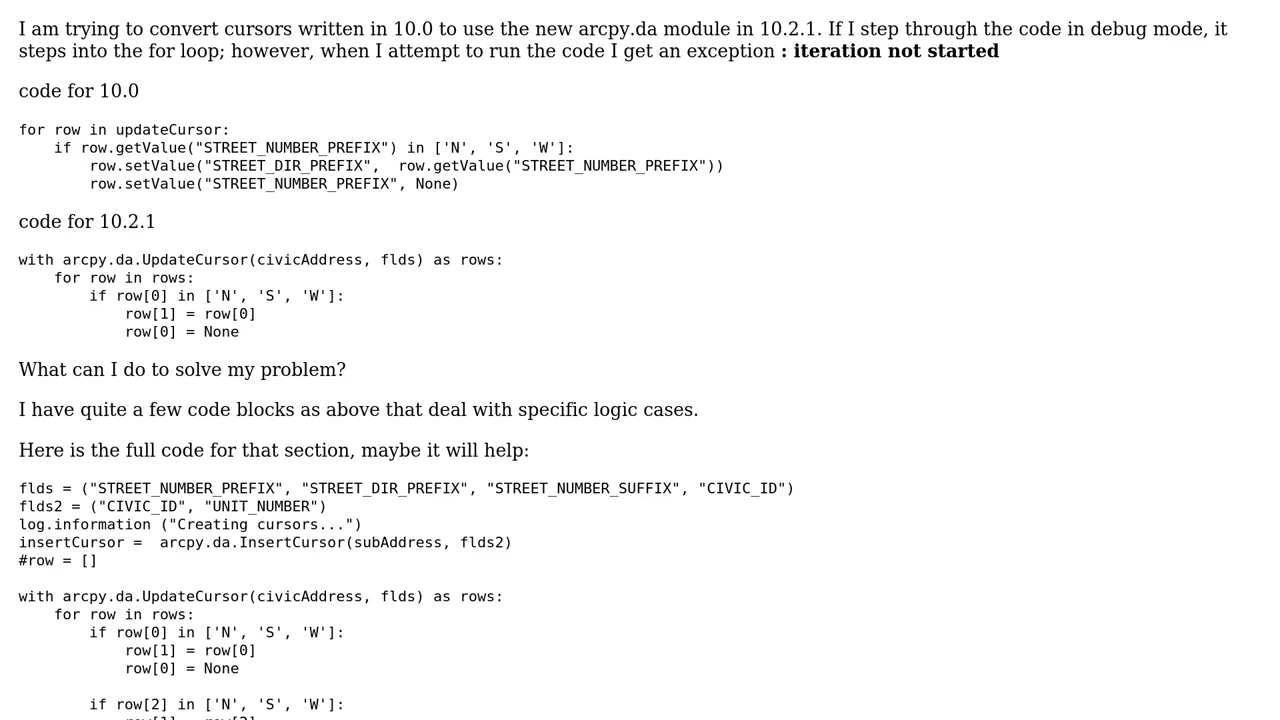 I am trying to convert cursors written in 10.0 to use the new arcpy.da module in 10.2.1. If I step through the code in debug mode, it
steps into the for loop; however, when I attempt to run the code I get an exception : iteration not started
code for 10.0
for row in updateCursor:
    if row.getValue("STREET_NUMBER_PREFIX") in ['N', 'S', 'W']:
        row.setValue("STREET_DIR_PREFIX",  row.getValue("STREET_NUMBER_PREFIX"))
        row.setValue("STREET_NUMBER_PREFIX", None)
code for 10.2.1
with arcpy.da.UpdateCursor(civicAddress, flds) as rows:
    for row in rows:
        if row[0] in ['N', 'S', 'W']:
            row[1] = row[0]
            row[0] = None
What can I do to solve my problem?
I have quite a few code blocks as above that deal with specific logic cases.
Here is the full code for that section, maybe it will help:
flds = ("STREET_NUMBER_PREFIX", "STREET_DIR_PREFIX", "STREET_NUMBER_SUFFIX", "CIVIC_ID")
flds2 = ("CIVIC_ID", "UNIT_NUMBER")
log.information ("Creating cursors...")
insertCursor =  arcpy.da.InsertCursor(subAddress, flds2)
#row = []
with arcpy.da.UpdateCursor(civicAddress, flds) as rows:
    for row in rows:
        if row[0] in ['N', 'S', 'W']:
            row[1] = row[0]
            row[0] = None
        if row[2] in ['N', 'S', 'W']: